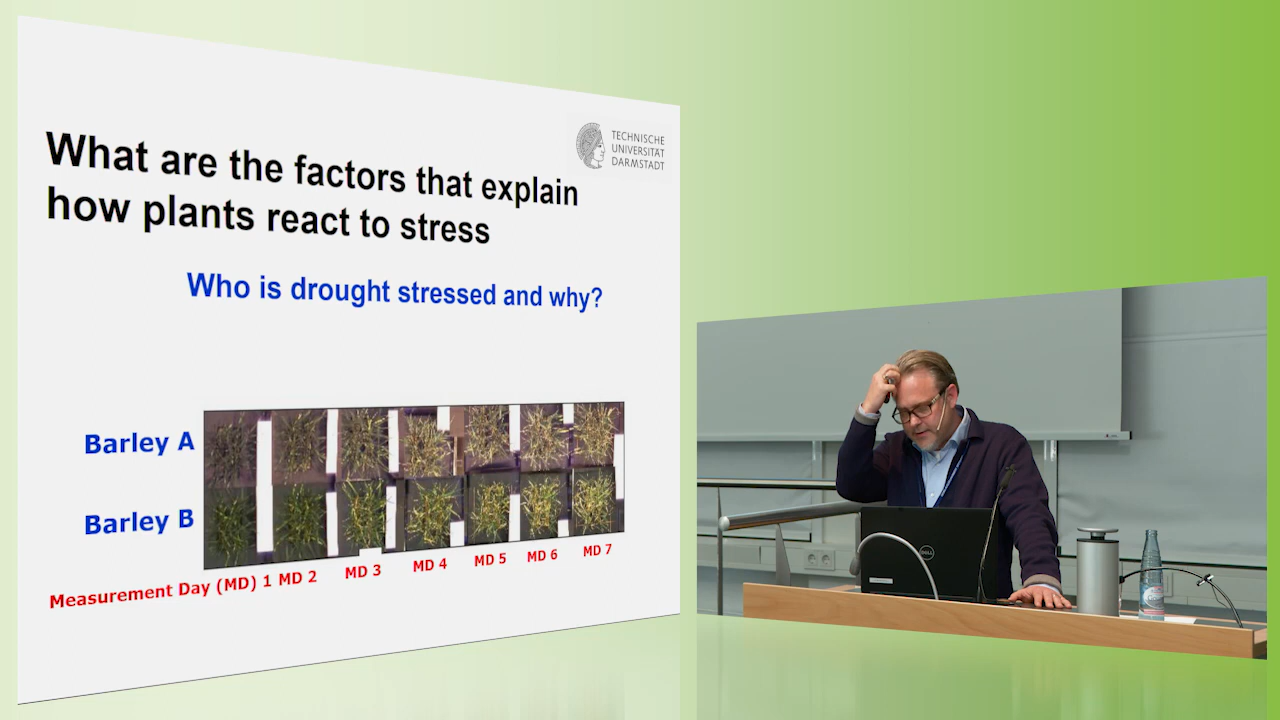 What are the factors that explain
how plants react to stress
TECHNISCHE
UNIVERSITÄT
DARMSTADT
Who is drought stressed and why?
Barley A
Barley B
Measurement Day (MD) 1 MD 2 MD 3 MD 4 MD 5 MD 6 MD 7
DELL